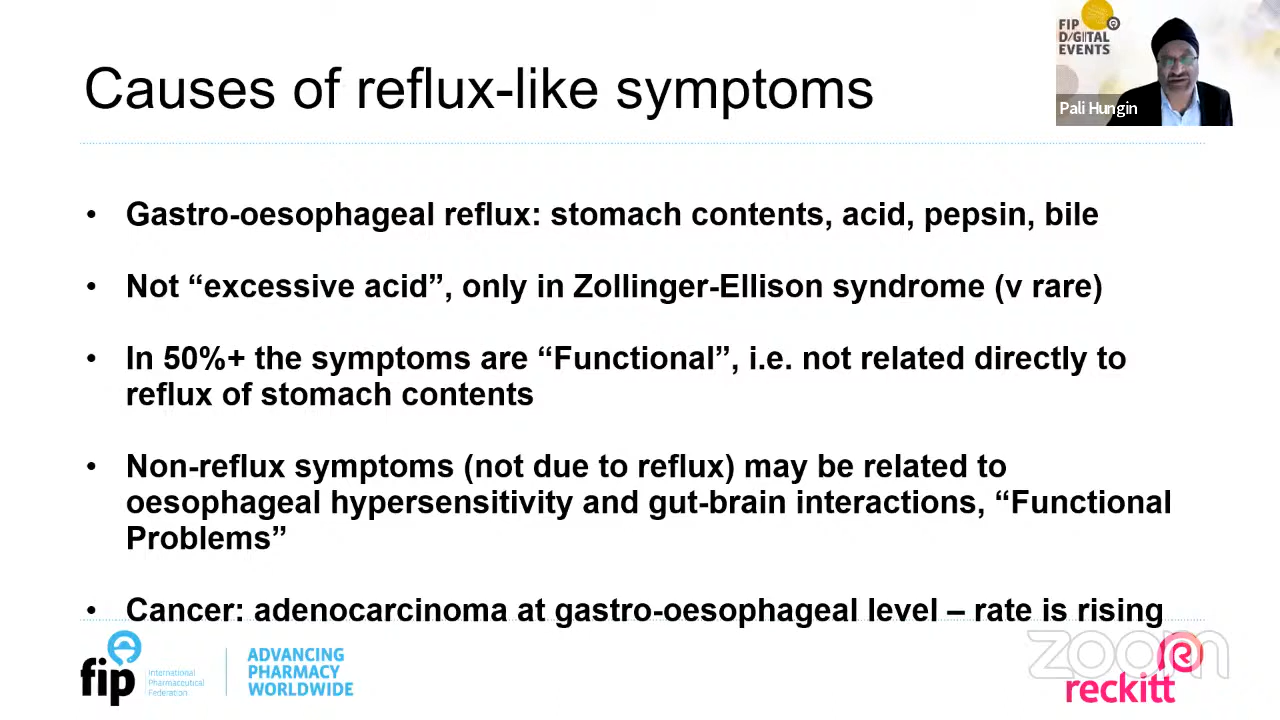 FIP
DIGITAL
EVENTS
Pali Hungin
Causes of reflux-like symptoms
• Gastro-oesophageal reflux: stomach contents, acid, pepsin, bile
• Not “excessive acid”, only in Zollinger-Ellison syndrome (v rare)
• In 50%+ the symptoms are “Functional”, i.e. not related directly to
reflux of stomach contents
• Non-reflux symptoms (not due to reflux) may be related to
oesophageal hypersensitivity and gut-brain interactions, “Functional
Problems”
• Cancer: adenocarcinoma at gastro-oesophageal level – rate is rising
fip
International
Pharmaceutical
Federation
ADVANCING
PHARMACY
WORLDWIDE
zoom
reckitt